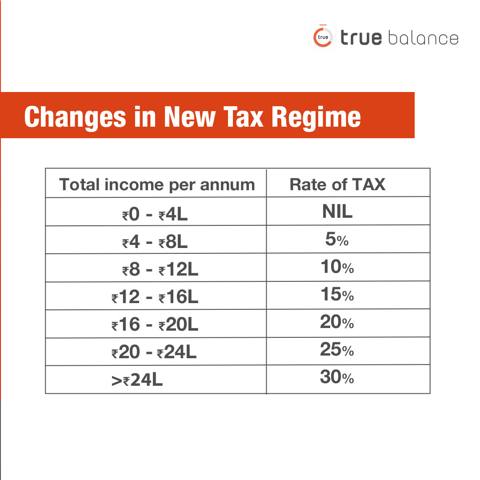 true
true balance
Changes in New Tax Regime
Total income per annum Rate of TAX
₹0 - ₹4L NIL
₹4 - ₹8L 5%
₹8 - ₹12L 10%
₹12 - ₹16L 15%
₹16 - ₹20L 20%
₹20 - ₹24L 25%
>₹24L 30%